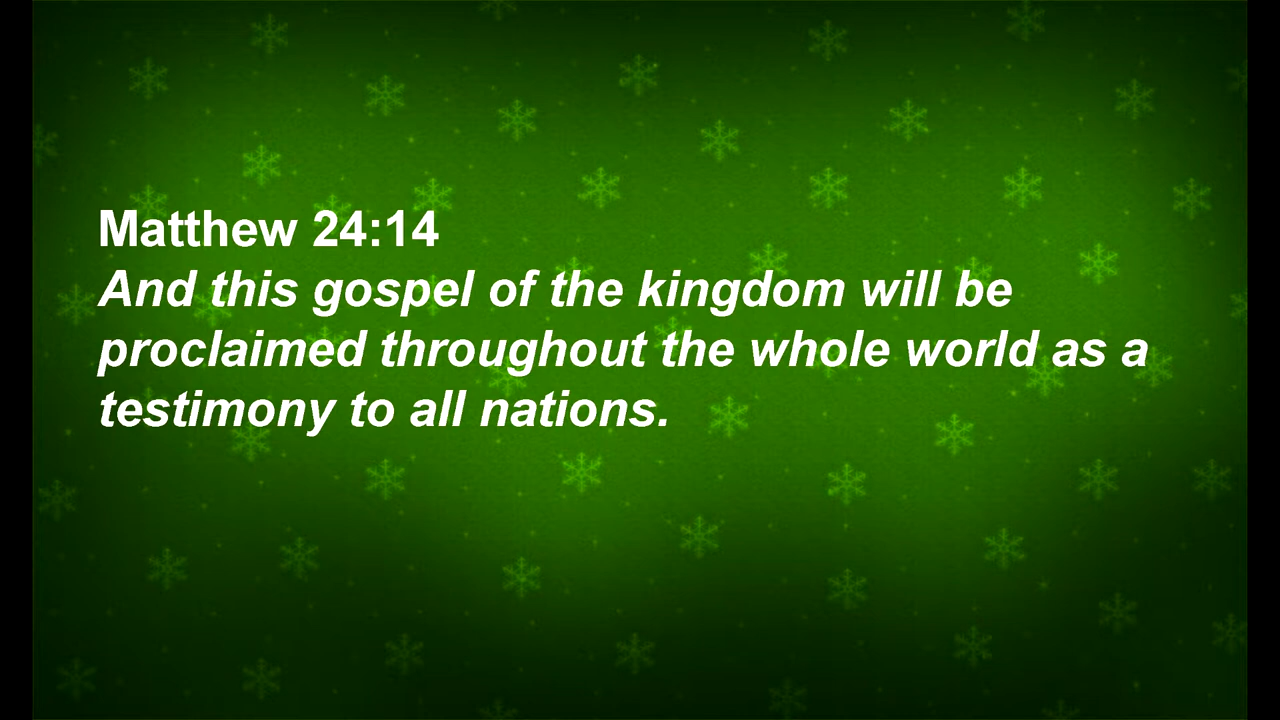 Matthew 24:14
And this gospel of the kingdom will be
proclaimed throughout the whole world as a
testimony to all nations.